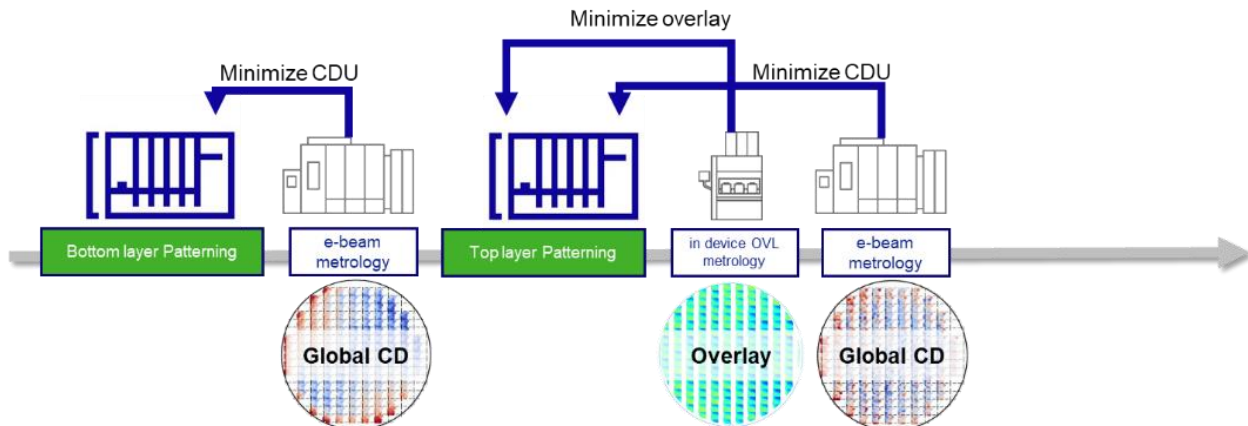 Minimize overlay
Minimize CDU
Minimize CDU
Bottom layer Patterning
e-beam
metrology
Top layer Patterning
in device OVL
metrology
e-beam
metrology
Global CD
Overlay
Global CD